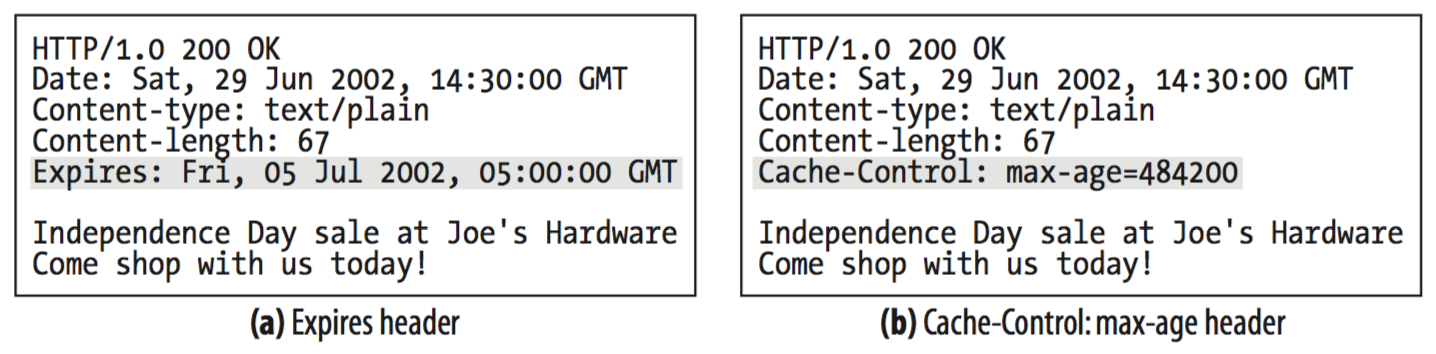 HTTP/1.0 200 OK
Date: Sat, 29 Jun 2002, 14:30:00 GMT
Content-type: text/plain
Content-length: 67
Expires: Fri, 05 Jul 2002, 05:00:00 GMT
Independence Day sale at Joe's Hardware
Come shop with us today!
(a) Expires header
HTTP/1.0 200 OK
Date: Sat, 29 Jun 2002, 14:30:00 GMT
Content-type: text/plain
Content-length: 67
Cache-Control: max-age=484200
Independence Day sale at Joe's Hardware
Come shop with us today!
(b) Cache-Control: max-age header